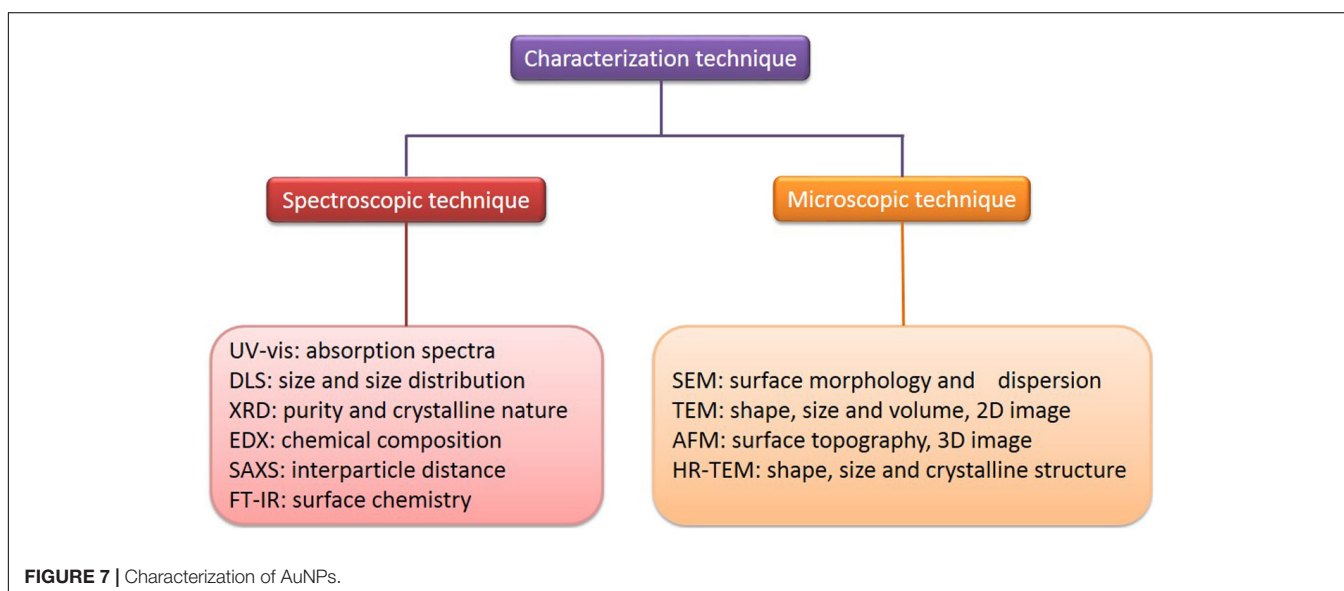 Characterization technique
Spectroscopic technique
Microscopic technique
UV-vis: absorption spectra
DLS: size and size distribution
XRD: purity and crystalline nature
EDX: chemical composition
SAXS: interparticle distance
FT-IR: surface chemistry
SEM: surface morphology and dispersion
TEM: shape, size and volume, 2D image
AFM: surface topography, 3D image
HR-TEM: shape, size and crystalline structure
FIGURE 7 | Characterization of AuNPs.